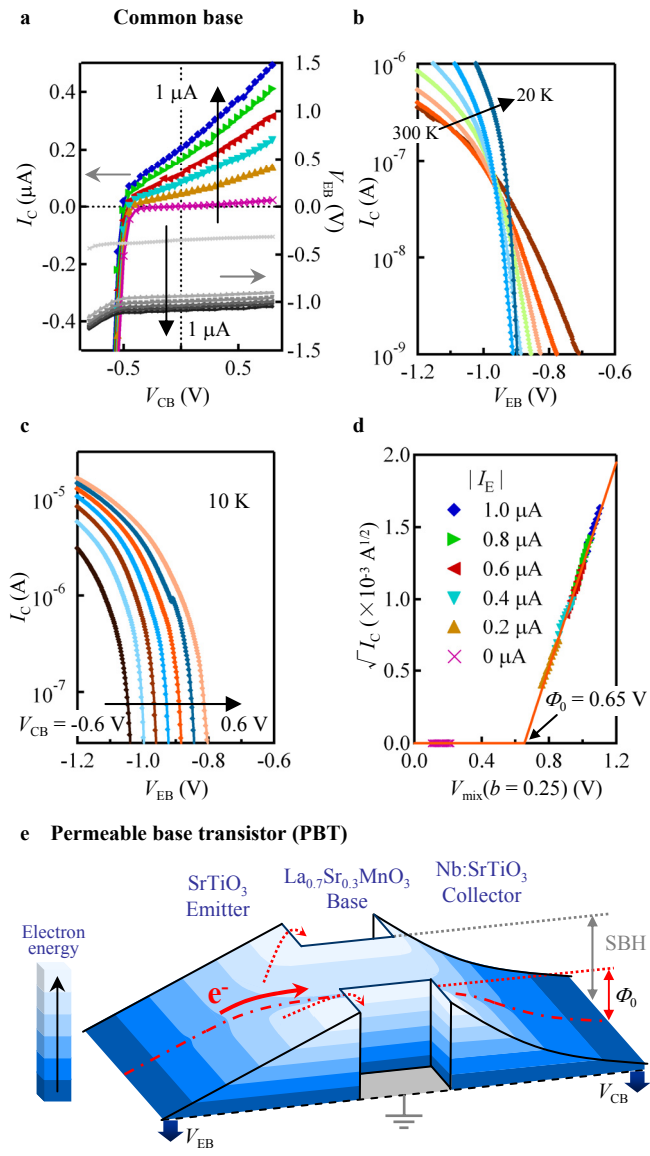 a Common base
0.4
0.2
0.0
-0.2
-0.4
I_C (μA)
1.5
1.0
0.5
0.0
-0.5
-1.0
-1.5
V_EB (V)
1 μA
1 μA
-0.5 0.5
V_CB (V)
b
10^-6
10^-7
10^-8
10^-9
I_C (A)
20 K
300 K
-1.2 -1.0 -0.8 -0.6
V_EB (V)
c
10^-5
10^-6
10^-7
I_C (A)
10 K
V_CB = -0.6 V 0.6 V
-1.2 -1.0 -0.8 -0.6
V_EB (V)
d
2.0
1.5
1.0
0.5
0.0
√I_C (×10^-3 A^1/2)
|I_E|
1.0 μA
0.8 μA
0.6 μA
0.4 μA
0.2 μA
0 μA
Φ_0 = 0.65 V
0.0 0.4 0.8 1.2
V_mix(b = 0.25) (V)
e Permeable base transistor (PBT)
SrTiO_3
Emitter
La_0.7Sr_0.3MnO_3
Base
Nb:SrTiO_3
Collector
Electron
energy
e^-
SBH
Φ_0
V_EB
V_CB